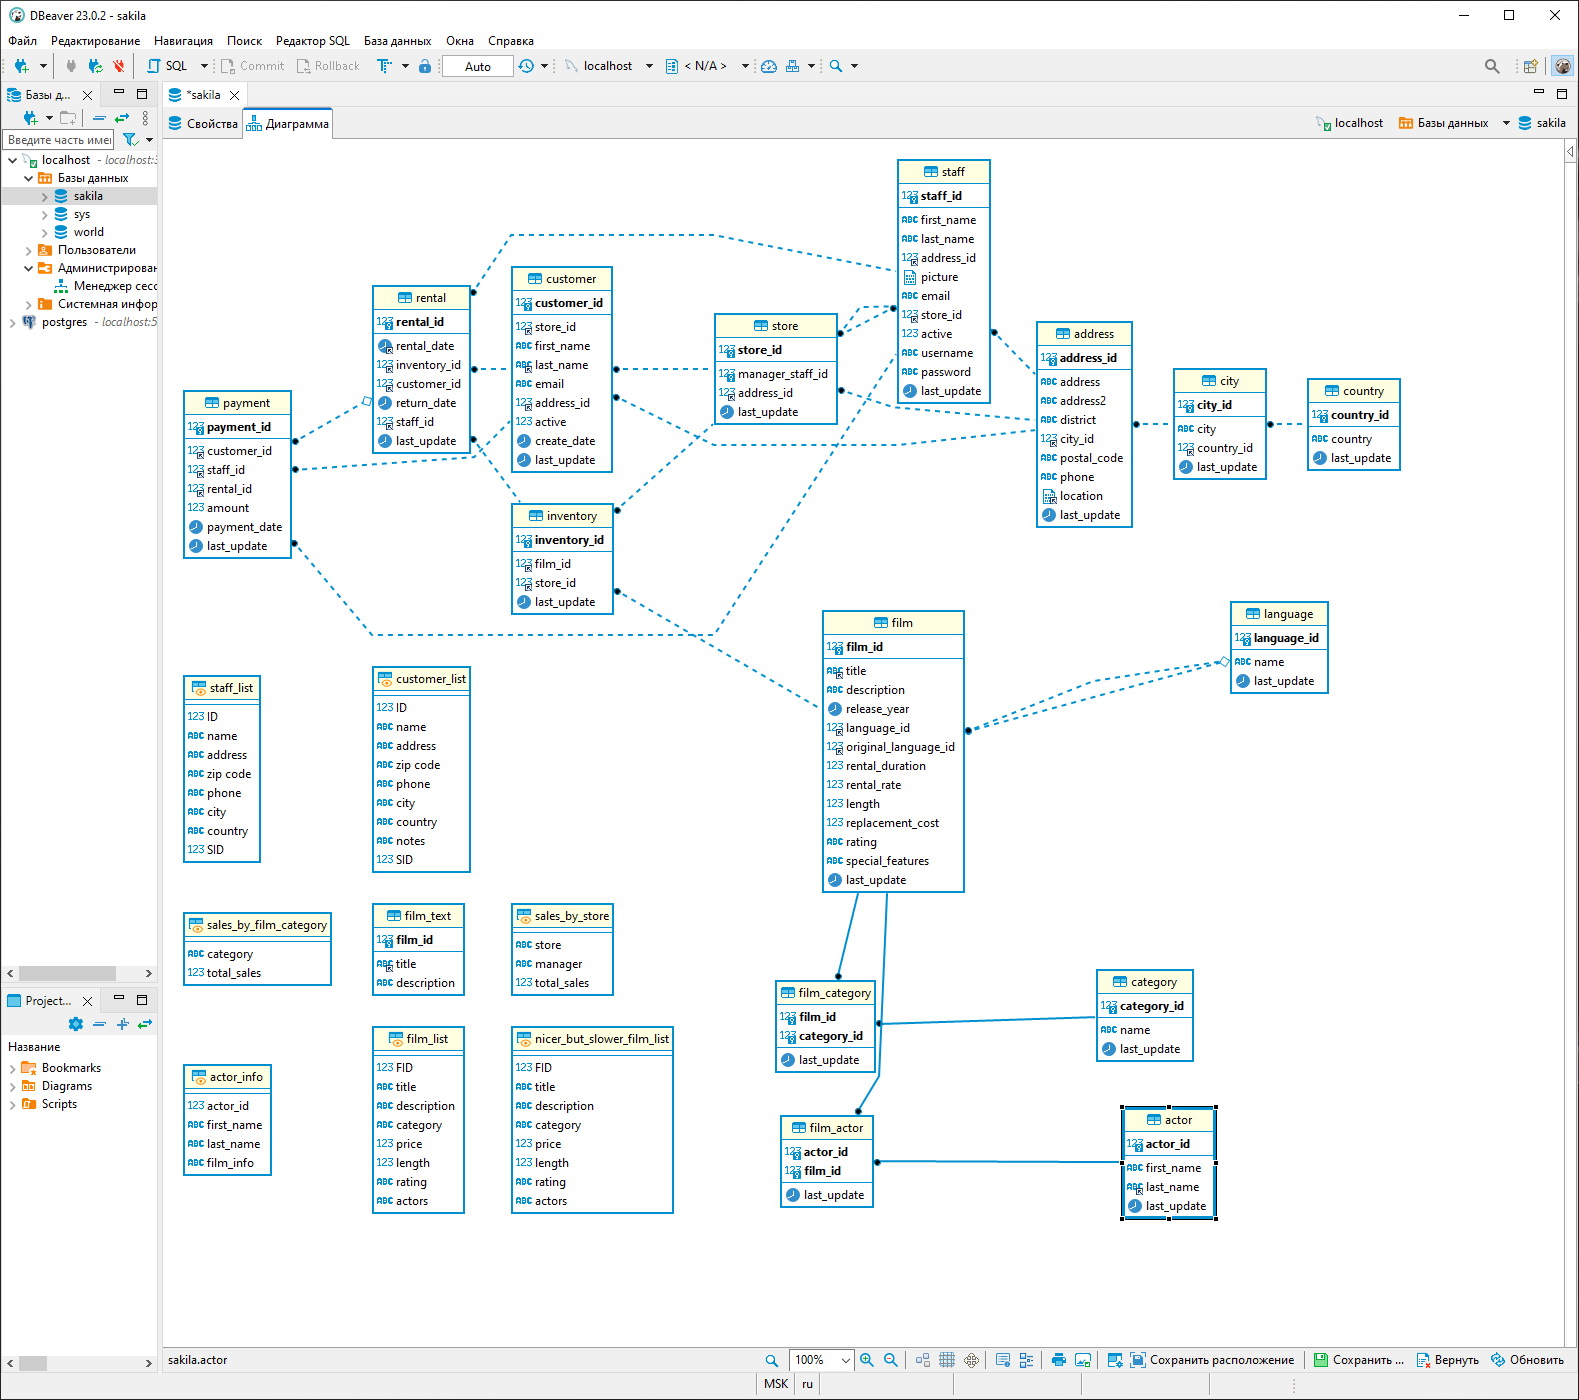 DBeaver 23.0.2 - sakila
Файл Редактирование Навигация Поиск Редактор SQL База данных Окна Справка
SQL Commit Rollback Auto localhost < N/A >
Базы д...
*sakila
Свойства Диаграмма
localhost Базы данных sakila
Введите часть имен
localhost - localhost:3
Базы данных
sakila
sys
world
Пользователи
Администрирован
Менеджер сесс
Системная инфор
postgres - localhost:5
Project...
Название
Bookmarks
Diagrams
Scripts
staff
staff_id
first_name
last_name
address_id
picture
email
store_id
active
username
password
last_update
customer
customer_id
store_id
first_name
last_name
email
address_id
active
create_date
last_update
rental
rental_id
rental_date
inventory_id
customer_id
return_date
staff_id
last_update
store
store_id
manager_staff_id
address_id
last_update
address
address_id
address
address2
district
city_id
postal_code
phone
location
last_update
city
city_id
city
country_id
last_update
country
country_id
country
last_update
payment
payment_id
customer_id
staff_id
rental_id
amount
payment_date
last_update
inventory
inventory_id
film_id
store_id
last_update
film
film_id
title
description
release_year
language_id
original_language_id
rental_duration
rental_rate
length
replacement_cost
rating
special_features
last_update
language
language_id
name
last_update
staff_list
ID
name
address
zip code
phone
city
country
SID
customer_list
ID
name
address
zip code
phone
city
country
notes
SID
sales_by_film_category
category
total_sales
film_text
film_id
title
description
sales_by_store
store
manager
total_sales
film_category
film_id
category_id
last_update
category
category_id
name
last_update
actor_info
actor_id
first_name
last_name
film_info
film_list
FID
title
description
category
price
length
rating
actors
nicer_but_slower_film_list
FID
title
description
category
price
length
rating
actors
film_actor
actor_id
film_id
last_update
actor
actor_id
first_name
last_name
last_update
sakila.actor
100%
Сохранить расположение Сохранить ... Вернуть Обновить
MSK ru